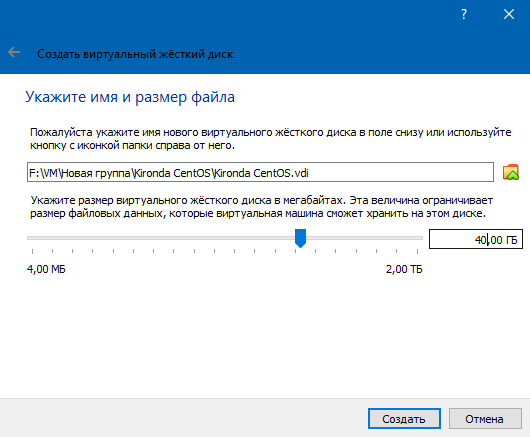 ?
Создать виртуальный жёсткий диск
Укажите имя и размер файла
Пожалуйста укажите имя нового виртуального жёсткого диска в поле снизу или используйте
кнопку с иконкой папки справа от него.
F:\VM\Новая группа\Kironda CentOS\Kironda CentOS.vdi
Укажите размер виртуального жёсткого диска в мегабайтах. Эта величина ограничивает
размер файловых данных, которые виртуальная машина сможет хранить на этом диске.
40,00 ГБ
4,00 МБ 2,00 ТБ
Создать Отмена